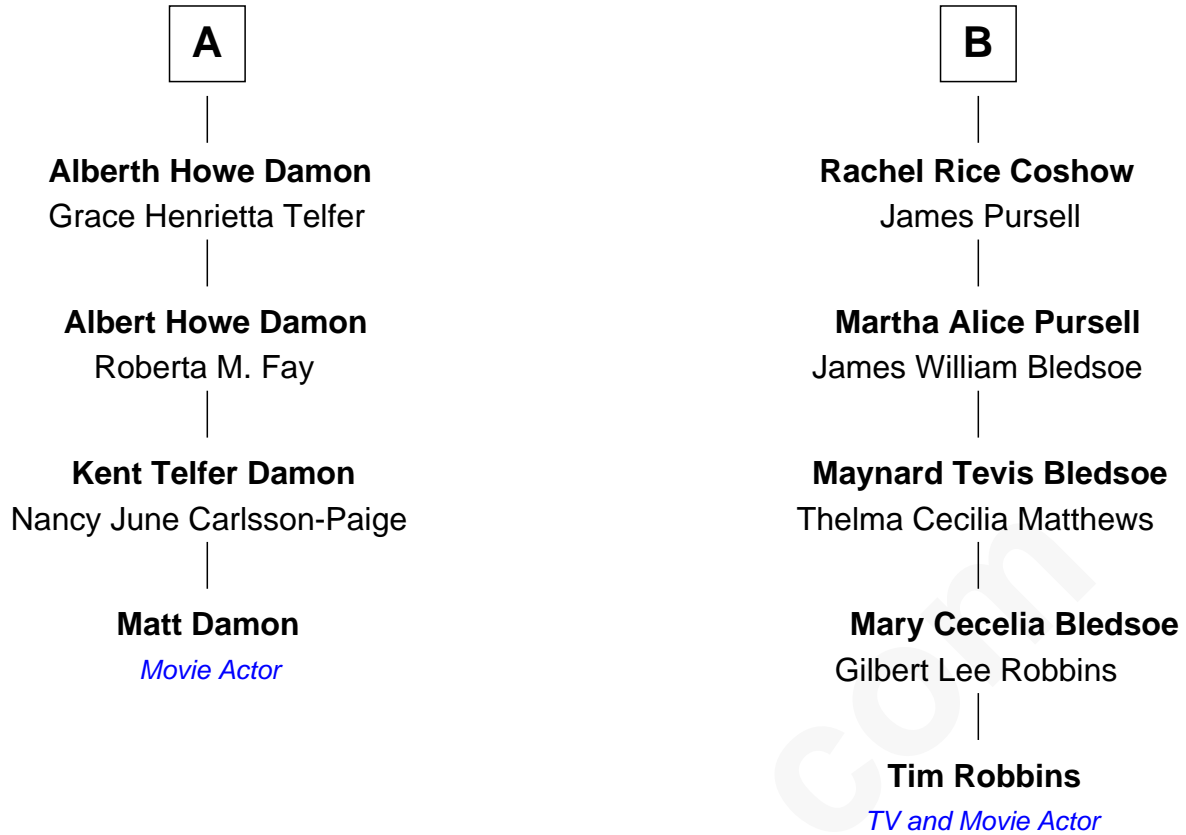 A
Alberth Howe Damon
Grace Henrietta Telfer
Albert Howe Damon
Roberta M. Fay
Kent Telfer Damon
Nancy June Carlsson-Paige
Matt Damon
Movie Actor
B
Rachel Rice Coshow
James Pursell
Martha Alice Pursell
James William Bledsoe
Maynard Tevis Bledsoe
Thelma Cecilia Matthews
Mary Cecelia Bledsoe
Gilbert Lee Robbins
Tim Robbins
TV and Movie Actor
com